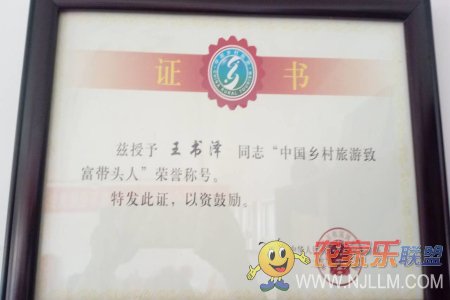 证 书
兹授予 王书泽 同志“中国乡村旅游致
富带头人”荣誉称号。
特发此证，以资鼓励。
农家乐联盟
WWW.NJLLM.COM